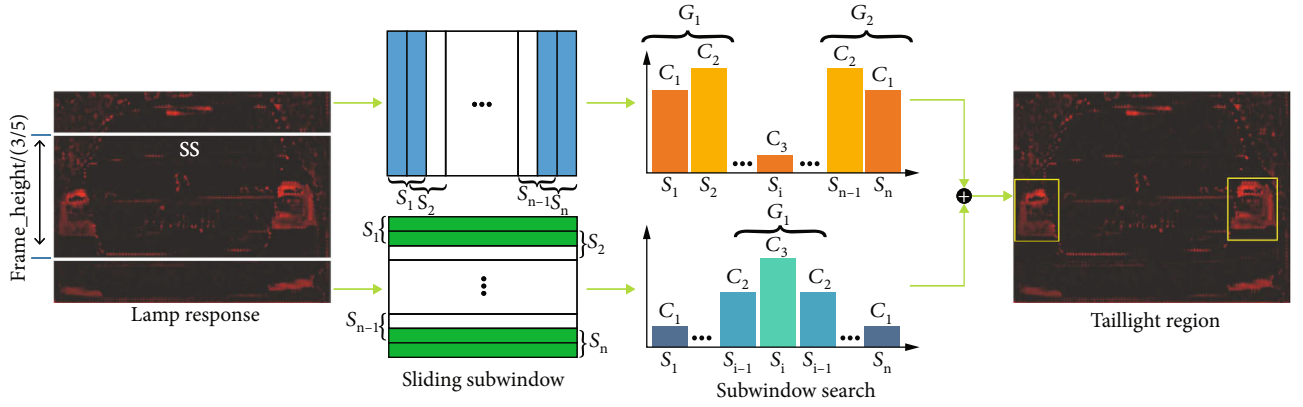 Frame_height/(3/5)
SS
Lamp response
...
S1 S2 Sn–1 Sn
S1
S2
...
Sn–1
Sn
Sliding subwindow
G1 G2
C1 C2 ... C3 ... C2 C1
S1 S2 Si Sn–1 Sn
G1
C1 ... C2 C3 C2 ... C1
S1 Si–1 Si Si–1 Sn
Subwindow search
+
Taillight region